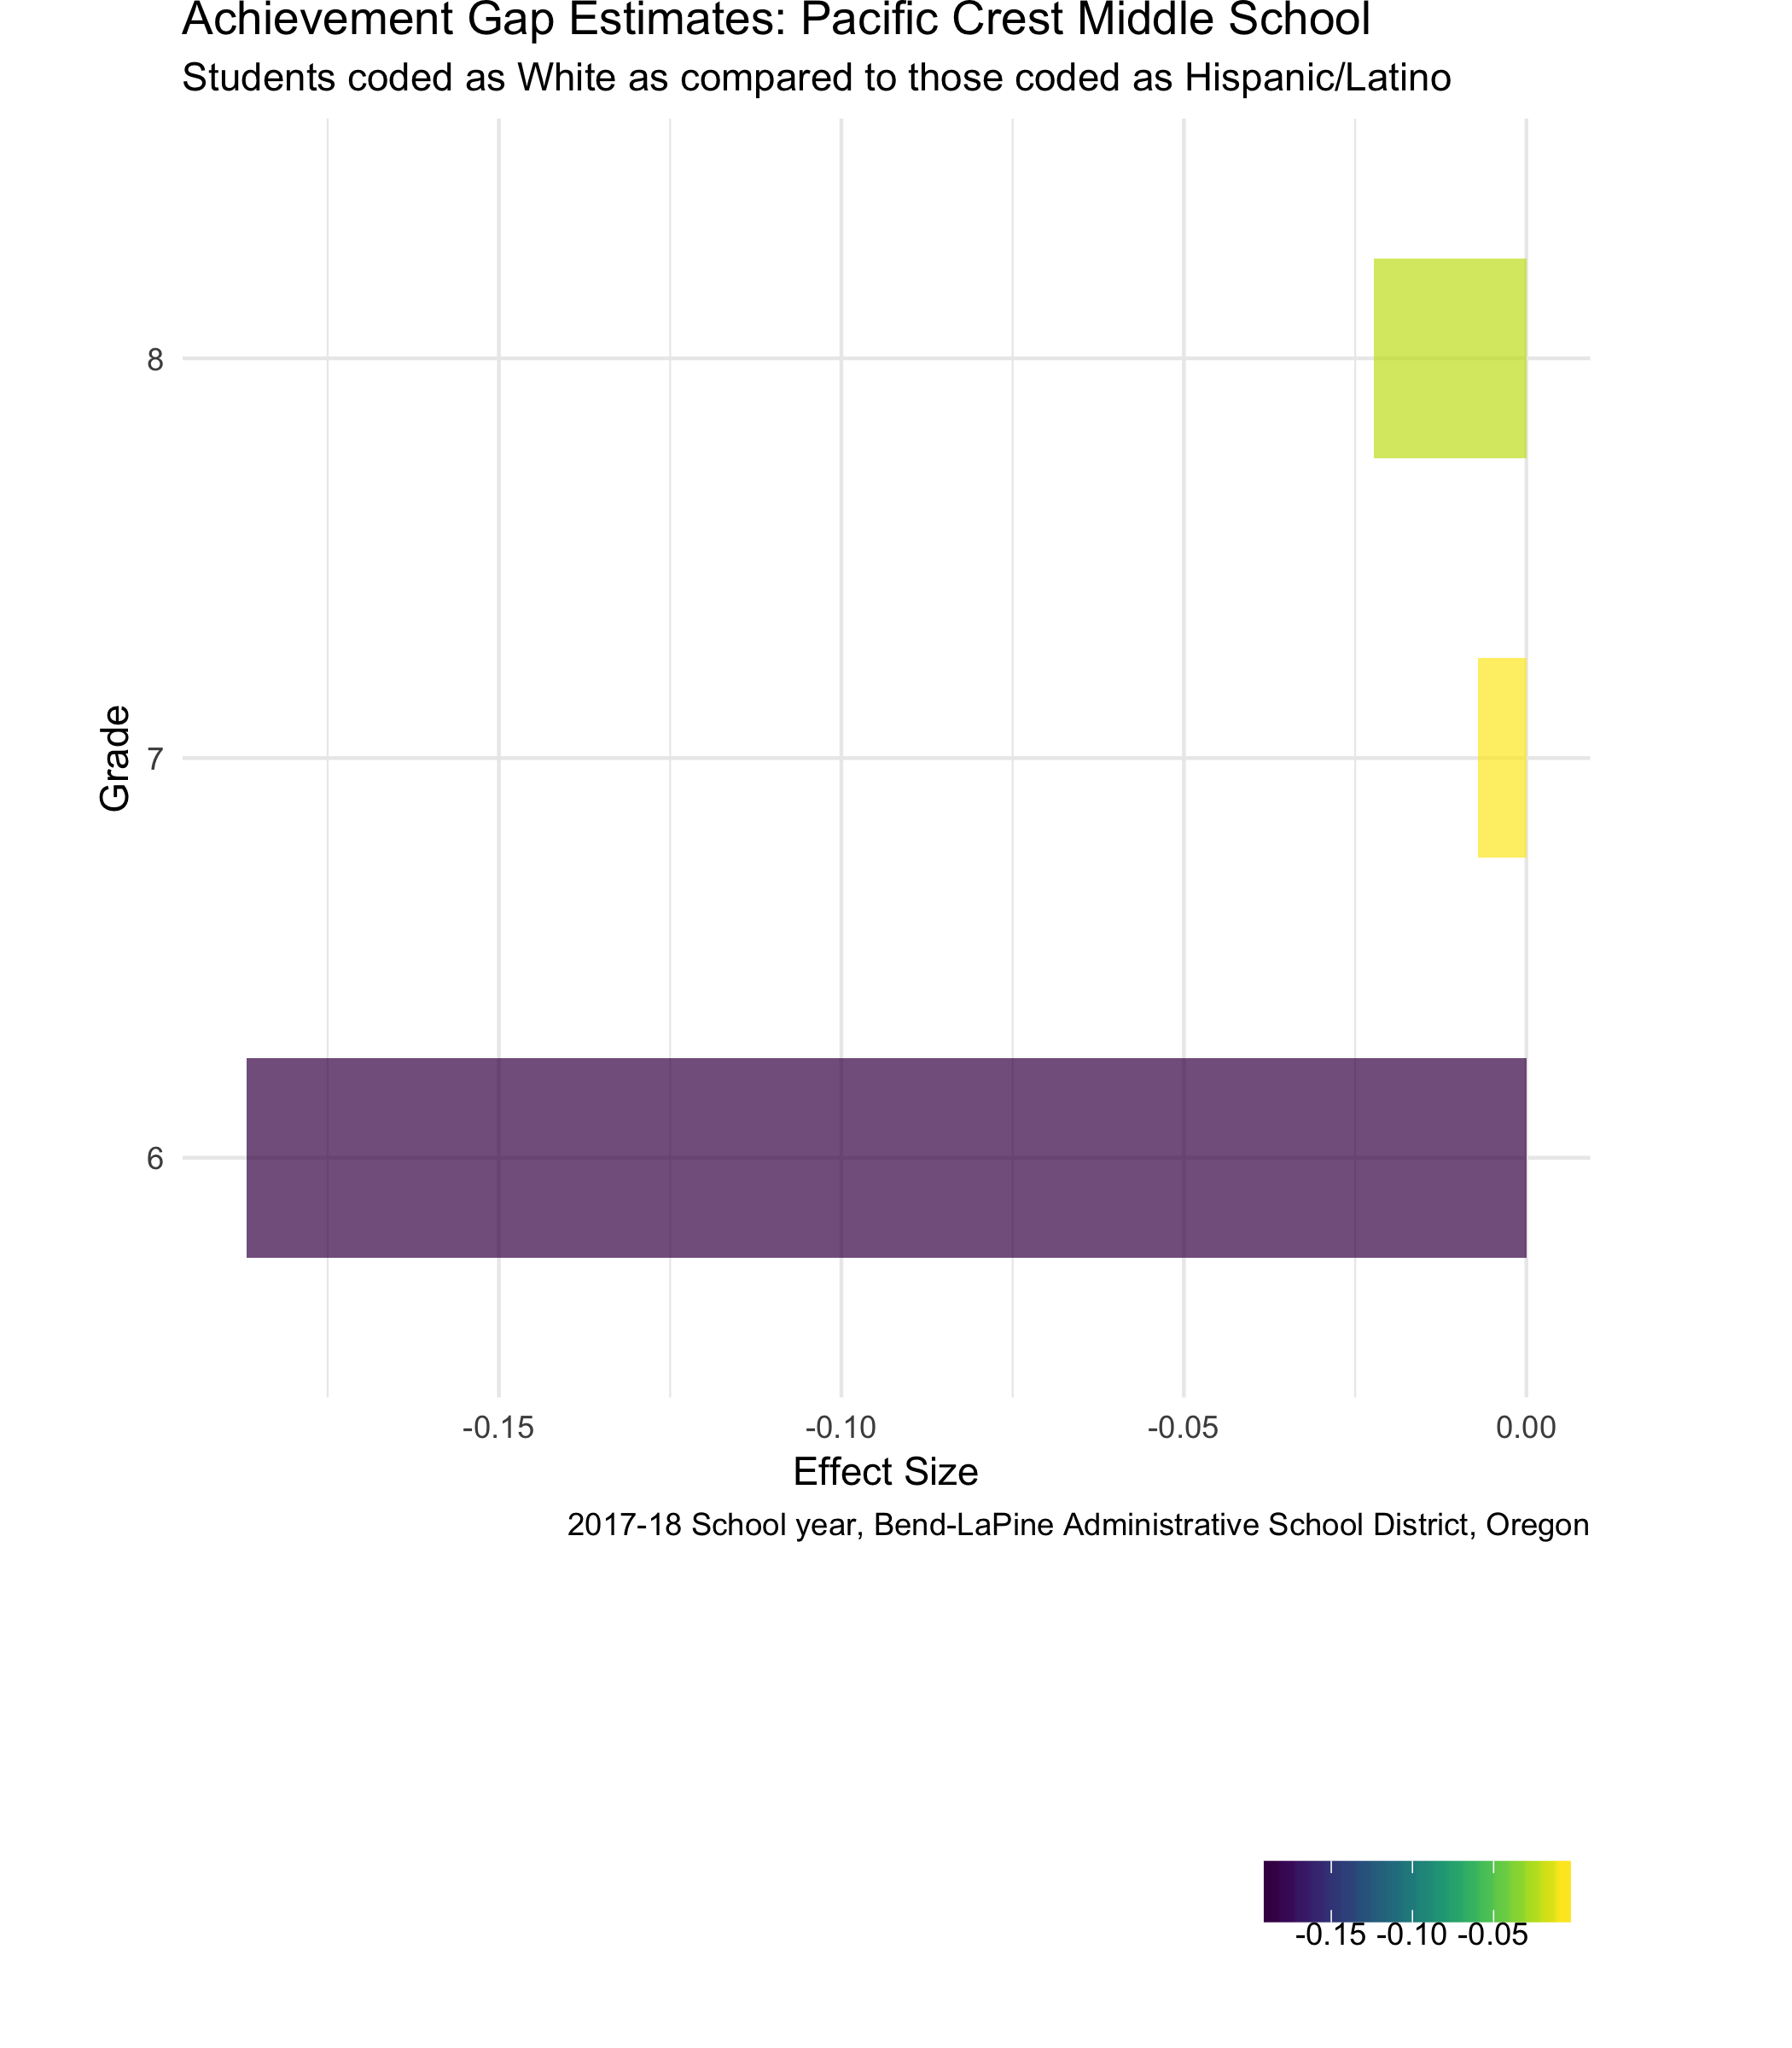 Achievement Gap Estimates: Pacific Crest Middle School
Students coded as White as compared to those coded as Hispanic/Latino
8
7
6
Grade
-0.15 -0.10 -0.05 0.00
Effect Size
2017-18 School year, Bend-LaPine Administrative School District, Oregon
-0.15 -0.10 -0.05